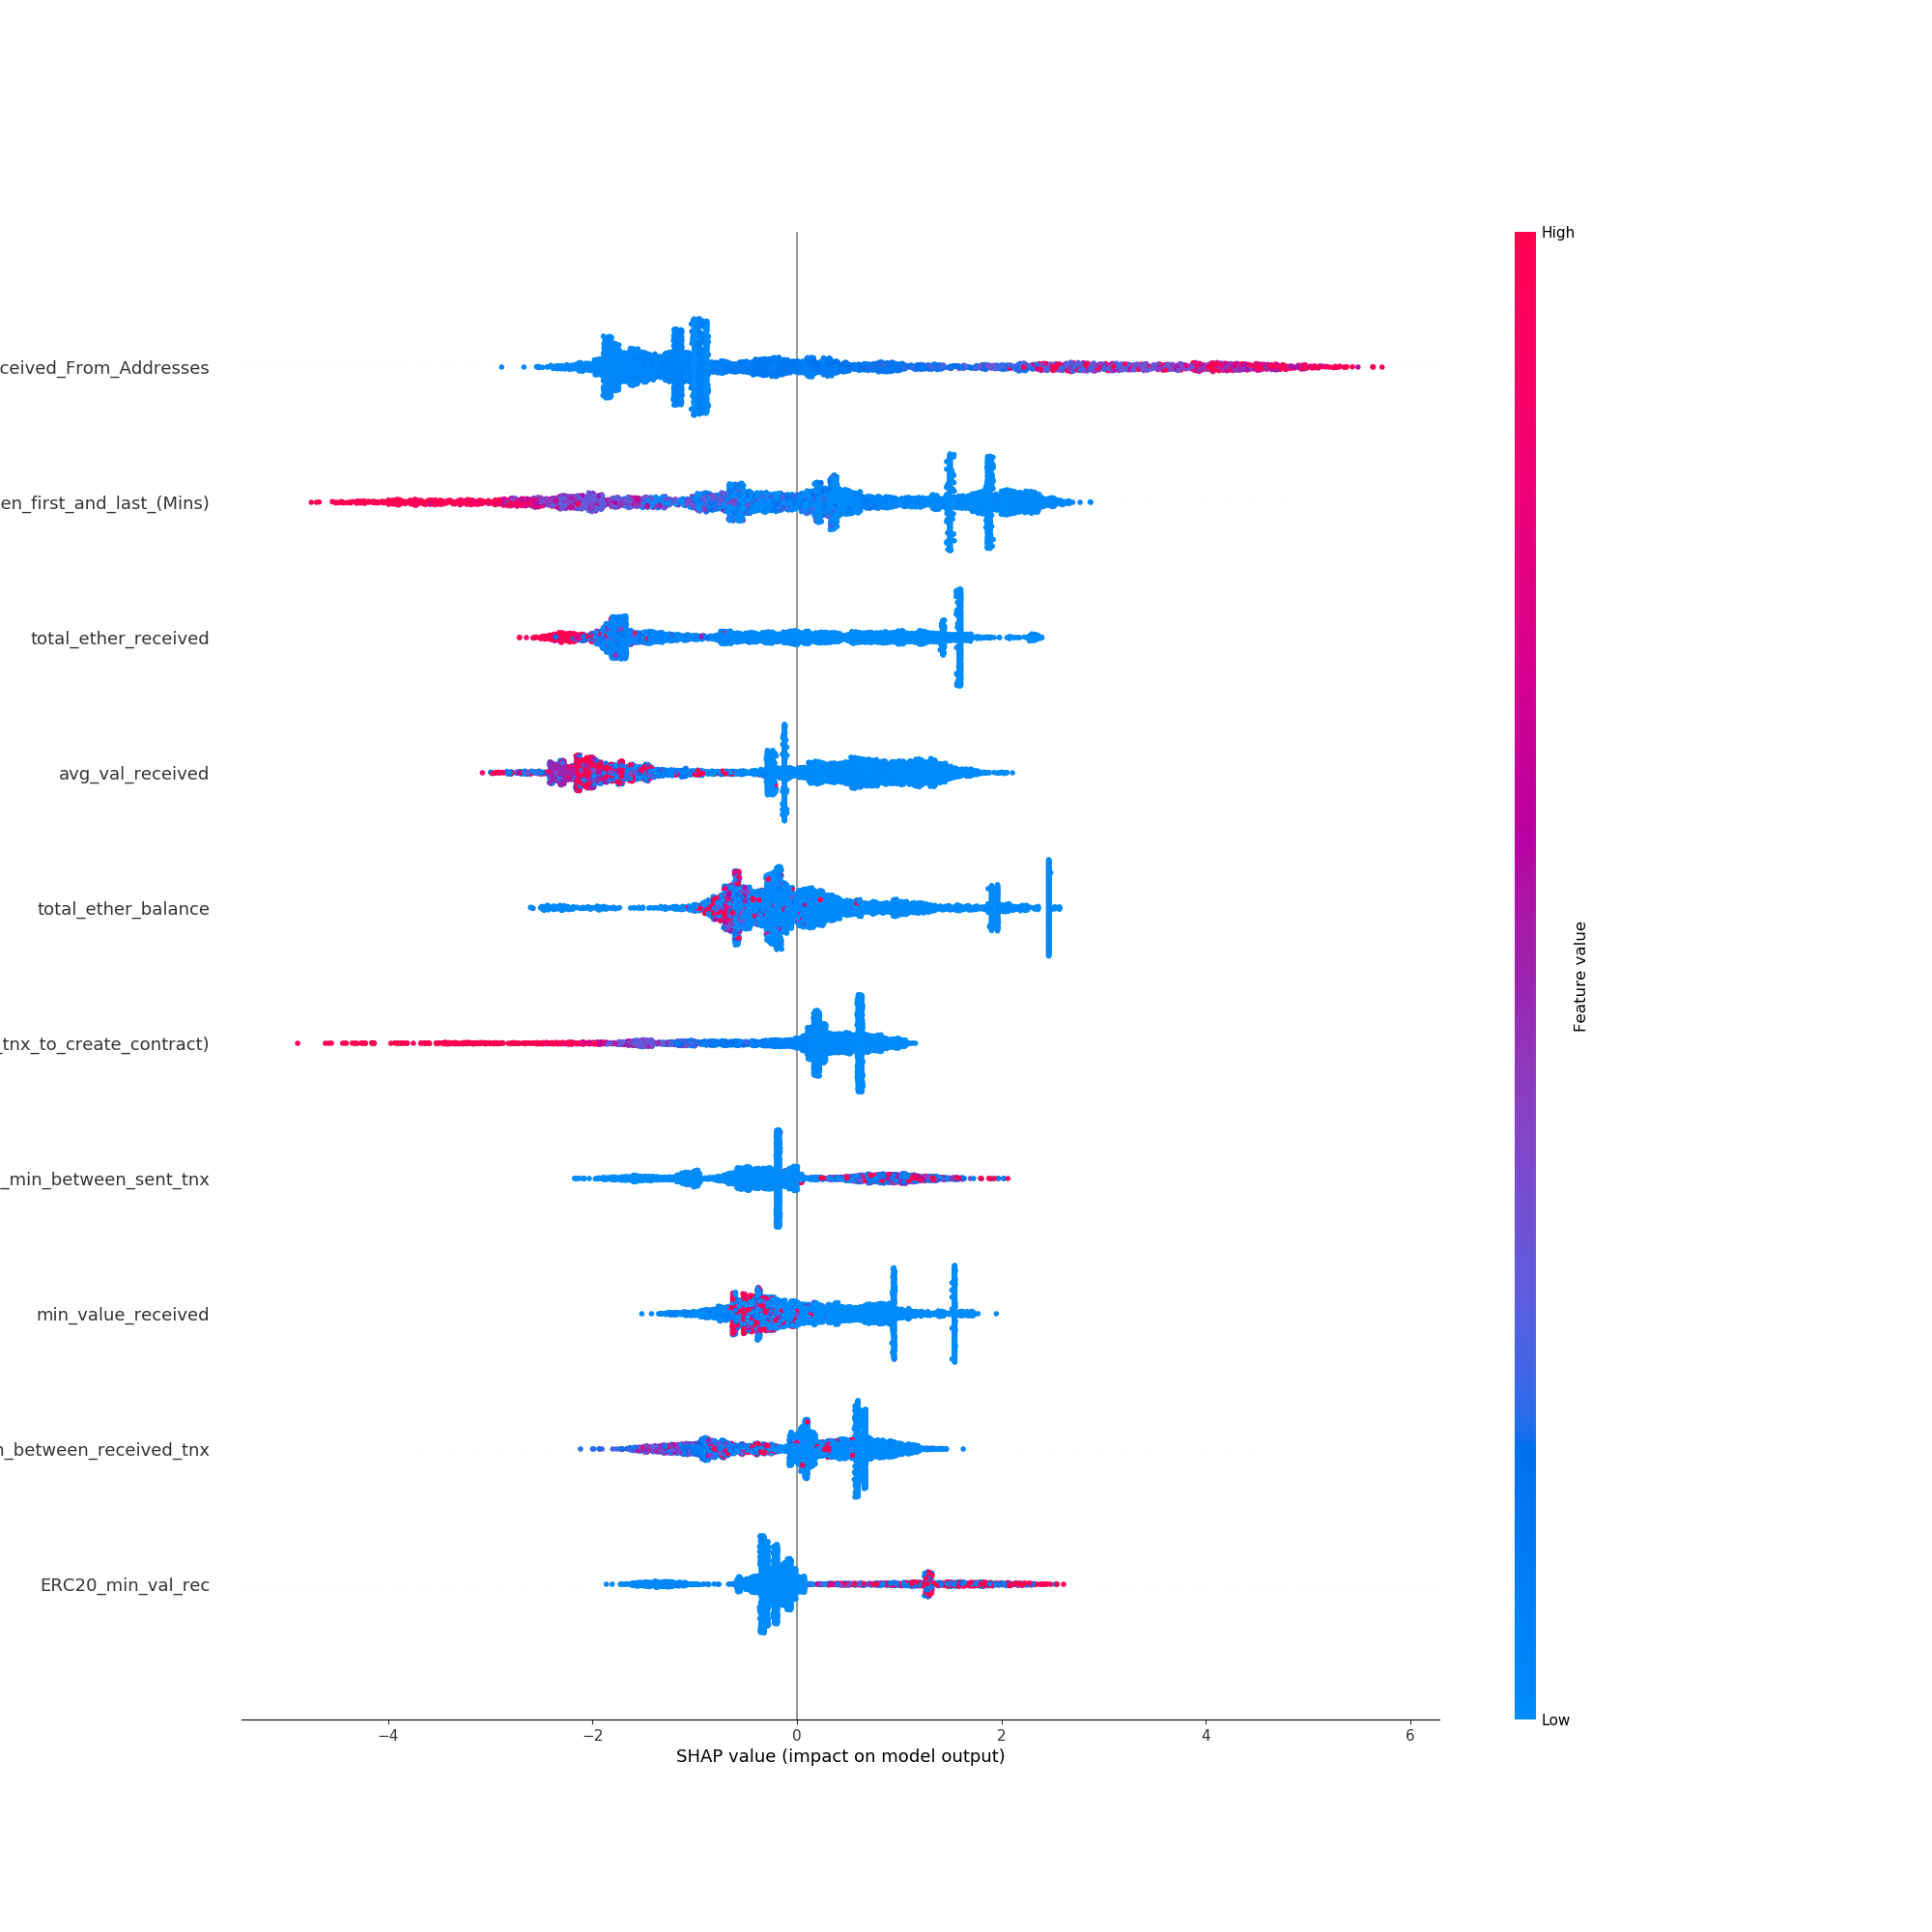 High
ceived_From_Addresses
en_first_and_last_(Mins)
total_ether_received
avg_val_received
total_ether_balance
Feature value
_tnx_to_create_contract)
_min_between_sent_tnx
min_value_received
n_between_received_tnx
ERC20_min_val_rec
Low
−4 −2 0 2 4 6
SHAP value (impact on model output)